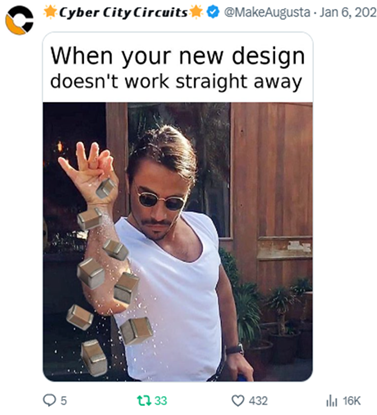 Cyber City Circuits @MakeAugusta · Jan 6, 202
When your new design
doesn't work straight away
5 33 432 16K